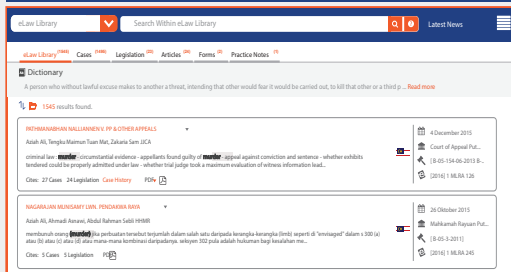 eLaw Library Search Within eLaw Library Latest News
eLaw Library Cases Legislation Articles Forms Practice Notes
Dictionary
A person who without lawful excuse makes to another a threat, intending that other would fear it would be carried out, to kill that other or a third p ... Read more
1545 results found.
PATHMANABHAN NALLIANNEN V. PP & OTHER APPEALS
Aziah Ali, Tengku Maimun Tuan Mat, Zakaria Sam JJCA
criminal law : murder - circumstantial evidence - appellants found guilty of murder - appeal against conviction and sentence - whether exhibits
tendered could be properly admitted under law - whether trial judge took a maximum evaluation of witness information lead...
Cites: 27 Cases 24 Legislation Case History PDF
4 December 2015
Court of Appeal Put...
[ B-05-154-06-2013 B-..
[2016] 1 MLRA 126
NAGARAJAN MUNISAMY LWN. PENDAKWA RAYA
Aziah Ali, Ahmadi Asnawi, Abdul Rahman Sebli HHMR
membunuh orang (murder) jika perbuatan tersebut terjumlah dalam salah satu daripada kerangka-kerangka (limb) seperti di "envisaged" dalam s 300 (a)
atau (b) atau (c) atau (d) atau mana-mana kombinasi daripadanya. seksyen 302 pula adalah hukuman bagi kesalahan me...
Cites: 5 Cases 5 Legislation PDF
26 Oktober 2015
Mahkamah Rayuan Put...
[ B-05-3-2011]
[2016] 1 MLRA 245